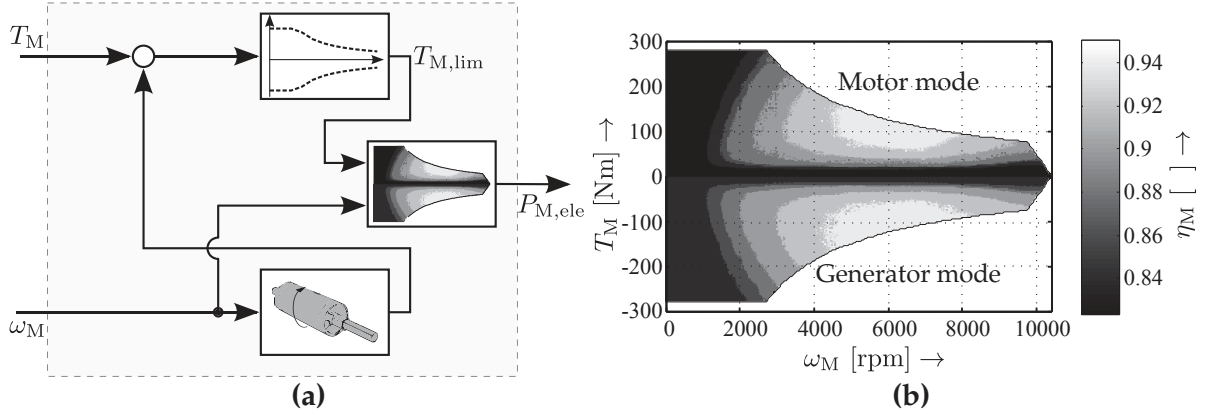 T_M
T_M,lim
P_M,ele
ω_M
(a)
300
200
100
0
-100
-200
-300
T_M [Nm] →
Motor mode
Generator mode
0 2000 4000 6000 8000 10000
ω_M [rpm] →
0.94
0.92
0.9
0.88
0.86
0.84
η_M [ ] →
(b)